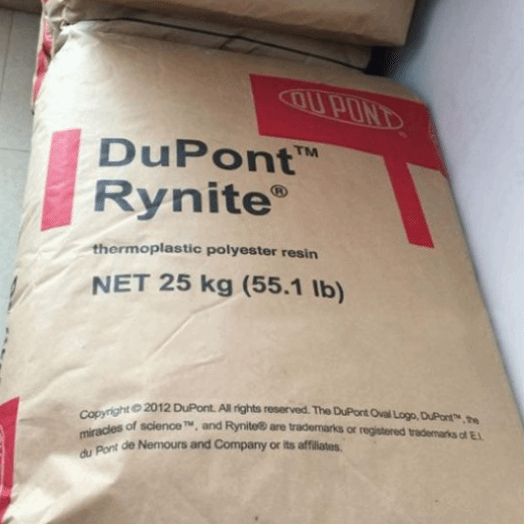 DU PONT
DuPont™
Rynite®
thermoplastic polyester resin
NET 25 kg (55.1 lb)
Copyright © 2012 DuPont. All rights reserved. The DuPont Oval Logo, DuPont™, the
miracles of science™, and Rynite® are trademarks or registered trademarks of E.I.
du Pont de Nemours and Company or its affiliates.